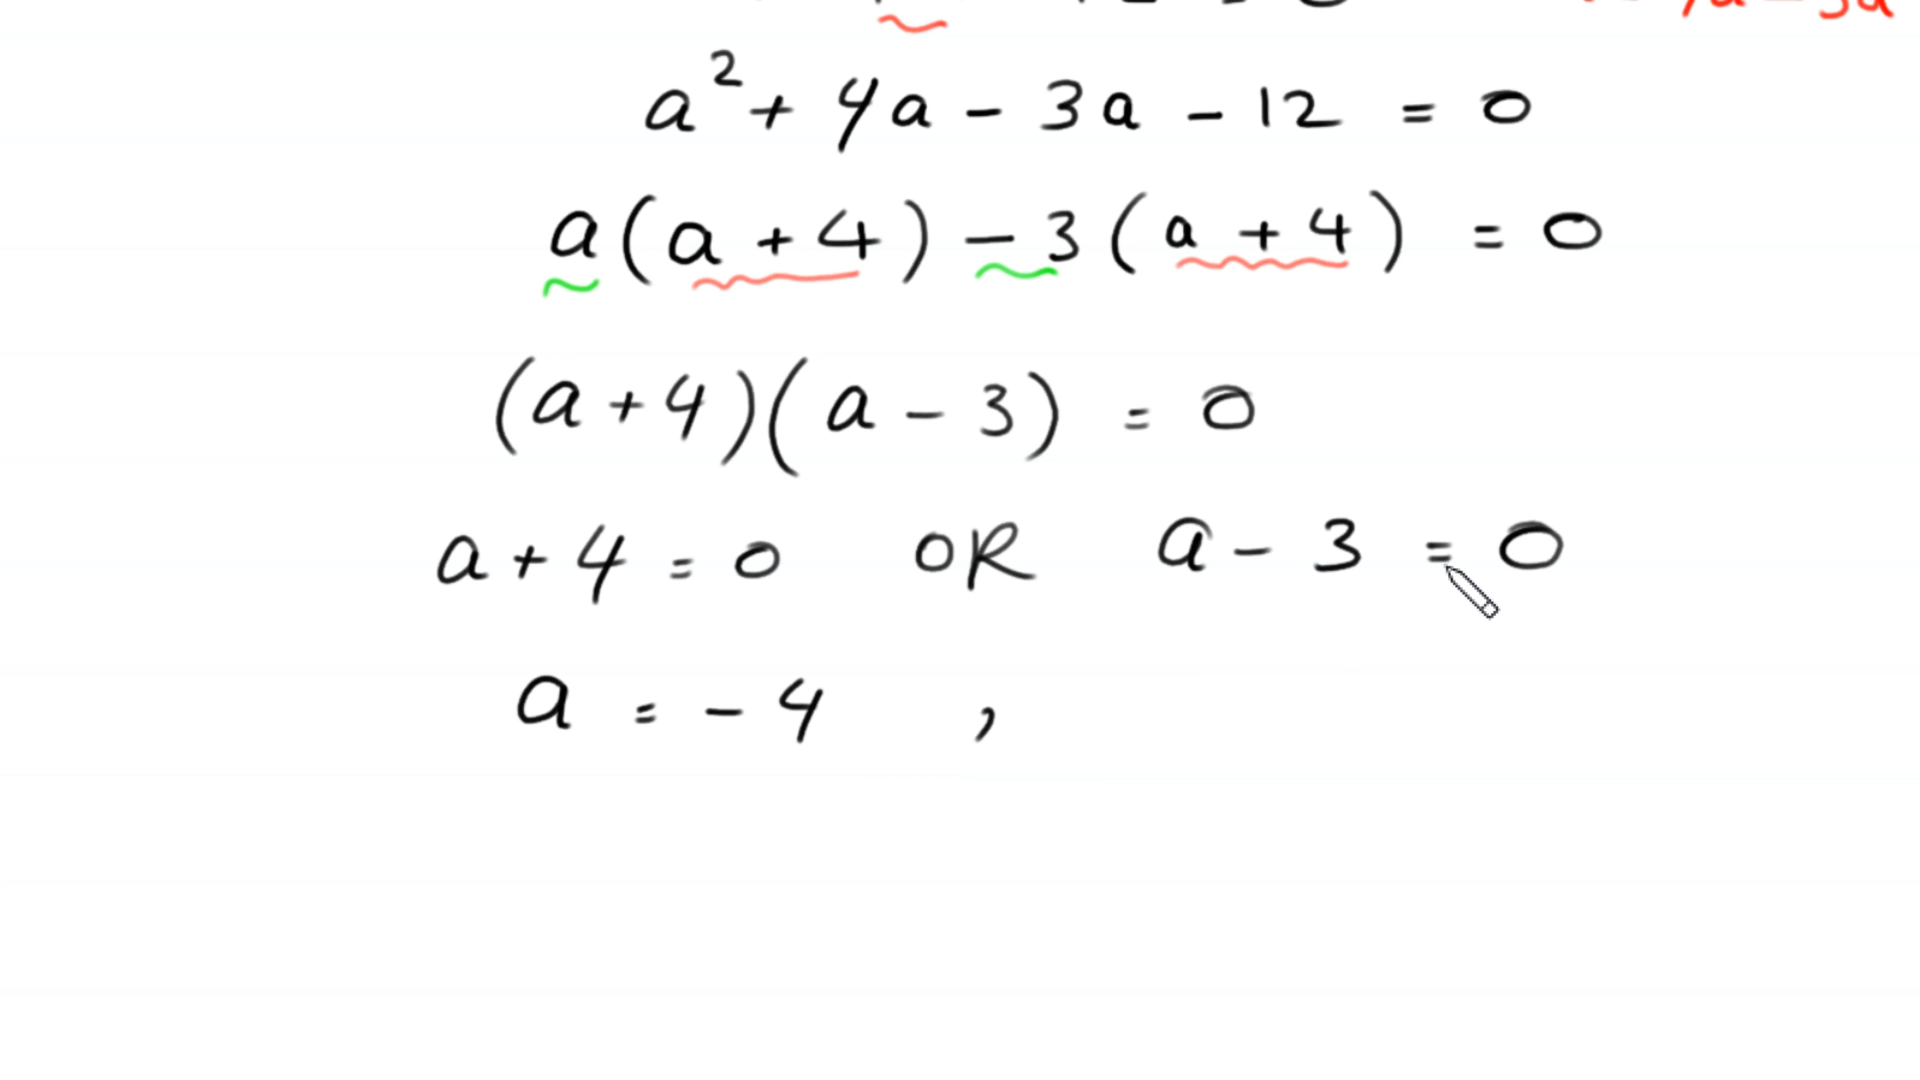 a² + 4a - 3a - 12 = 0
a(a + 4) - 3(a + 4) = 0
(a + 4)(a - 3) = 0
a + 4 = 0 OR a - 3 = 0
a = - 4 ,